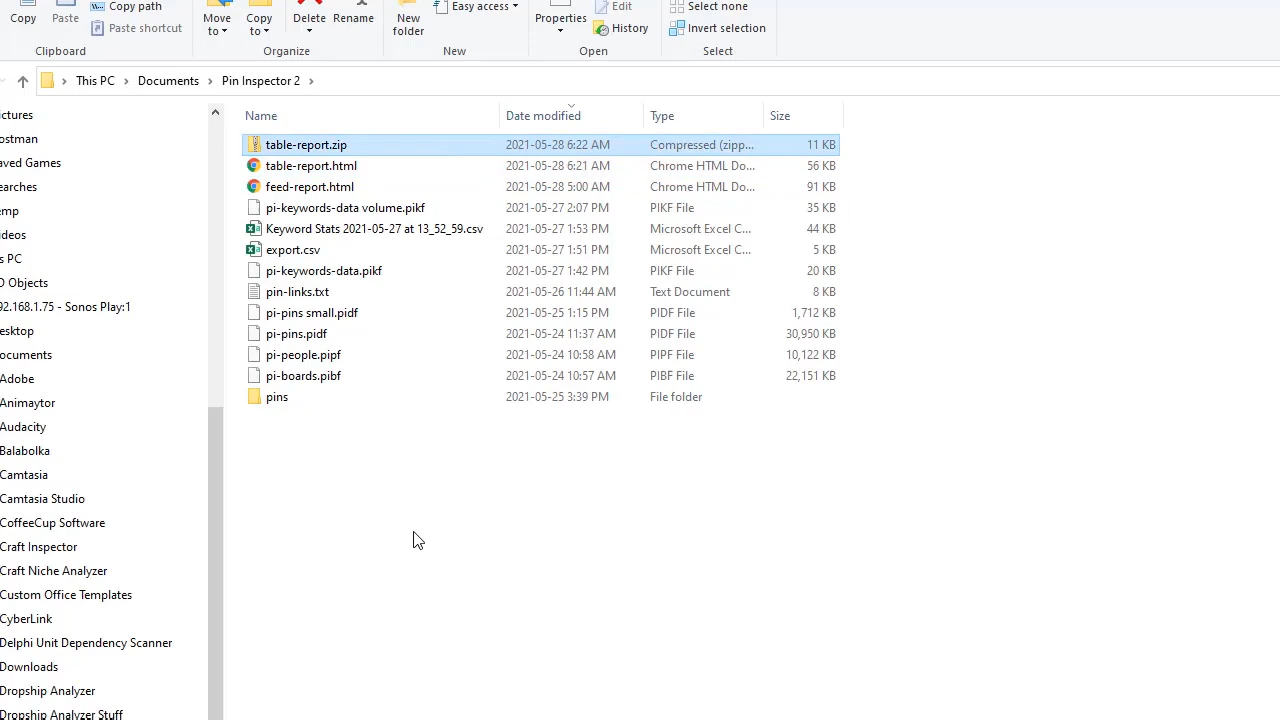 Copy
Paste
Copy path
Paste shortcut
Clipboard
Move
to
Copy
to
Delete
Rename
Organize
New
folder
Easy access
New
Properties
Edit
History
Open
Select none
Invert selection
Select
This PC > Documents > Pin Inspector 2 >
ictures
ostman
aved Games
earches
emp
ideos
s PC
D Objects
92.168.1.75 - Sonos Play:1
esktop
ocuments
Adobe
Animaytor
Audacity
Balabolka
Camtasia
Camtasia Studio
CoffeeCup Software
Craft Inspector
Craft Niche Analyzer
Custom Office Templates
CyberLink
Delphi Unit Dependency Scanner
Downloads
Dropship Analyzer
Dropship Analyzer Stuff
Name Date modified Type Size
table-report.zip 2021-05-28 6:22 AM Compressed (zipp... 11 KB
table-report.html 2021-05-28 6:21 AM Chrome HTML Do... 56 KB
feed-report.html 2021-05-28 5:00 AM Chrome HTML Do... 91 KB
pi-keywords-data volume.pikf 2021-05-27 2:07 PM PIKF File 35 KB
Keyword Stats 2021-05-27 at 13_52_59.csv 2021-05-27 1:53 PM Microsoft Excel C... 44 KB
export.csv 2021-05-27 1:51 PM Microsoft Excel C... 5 KB
pi-keywords-data.pikf 2021-05-27 1:42 PM PIKF File 20 KB
pin-links.txt 2021-05-26 11:44 AM Text Document 8 KB
pi-pins small.pidf 2021-05-25 1:15 PM PIDF File 1,712 KB
pi-pins.pidf 2021-05-24 11:37 AM PIDF File 30,950 KB
pi-people.pipf 2021-05-24 10:58 AM PIPF File 10,122 KB
pi-boards.pibf 2021-05-24 10:57 AM PIBF File 22,151 KB
pins 2021-05-25 3:39 PM File folder